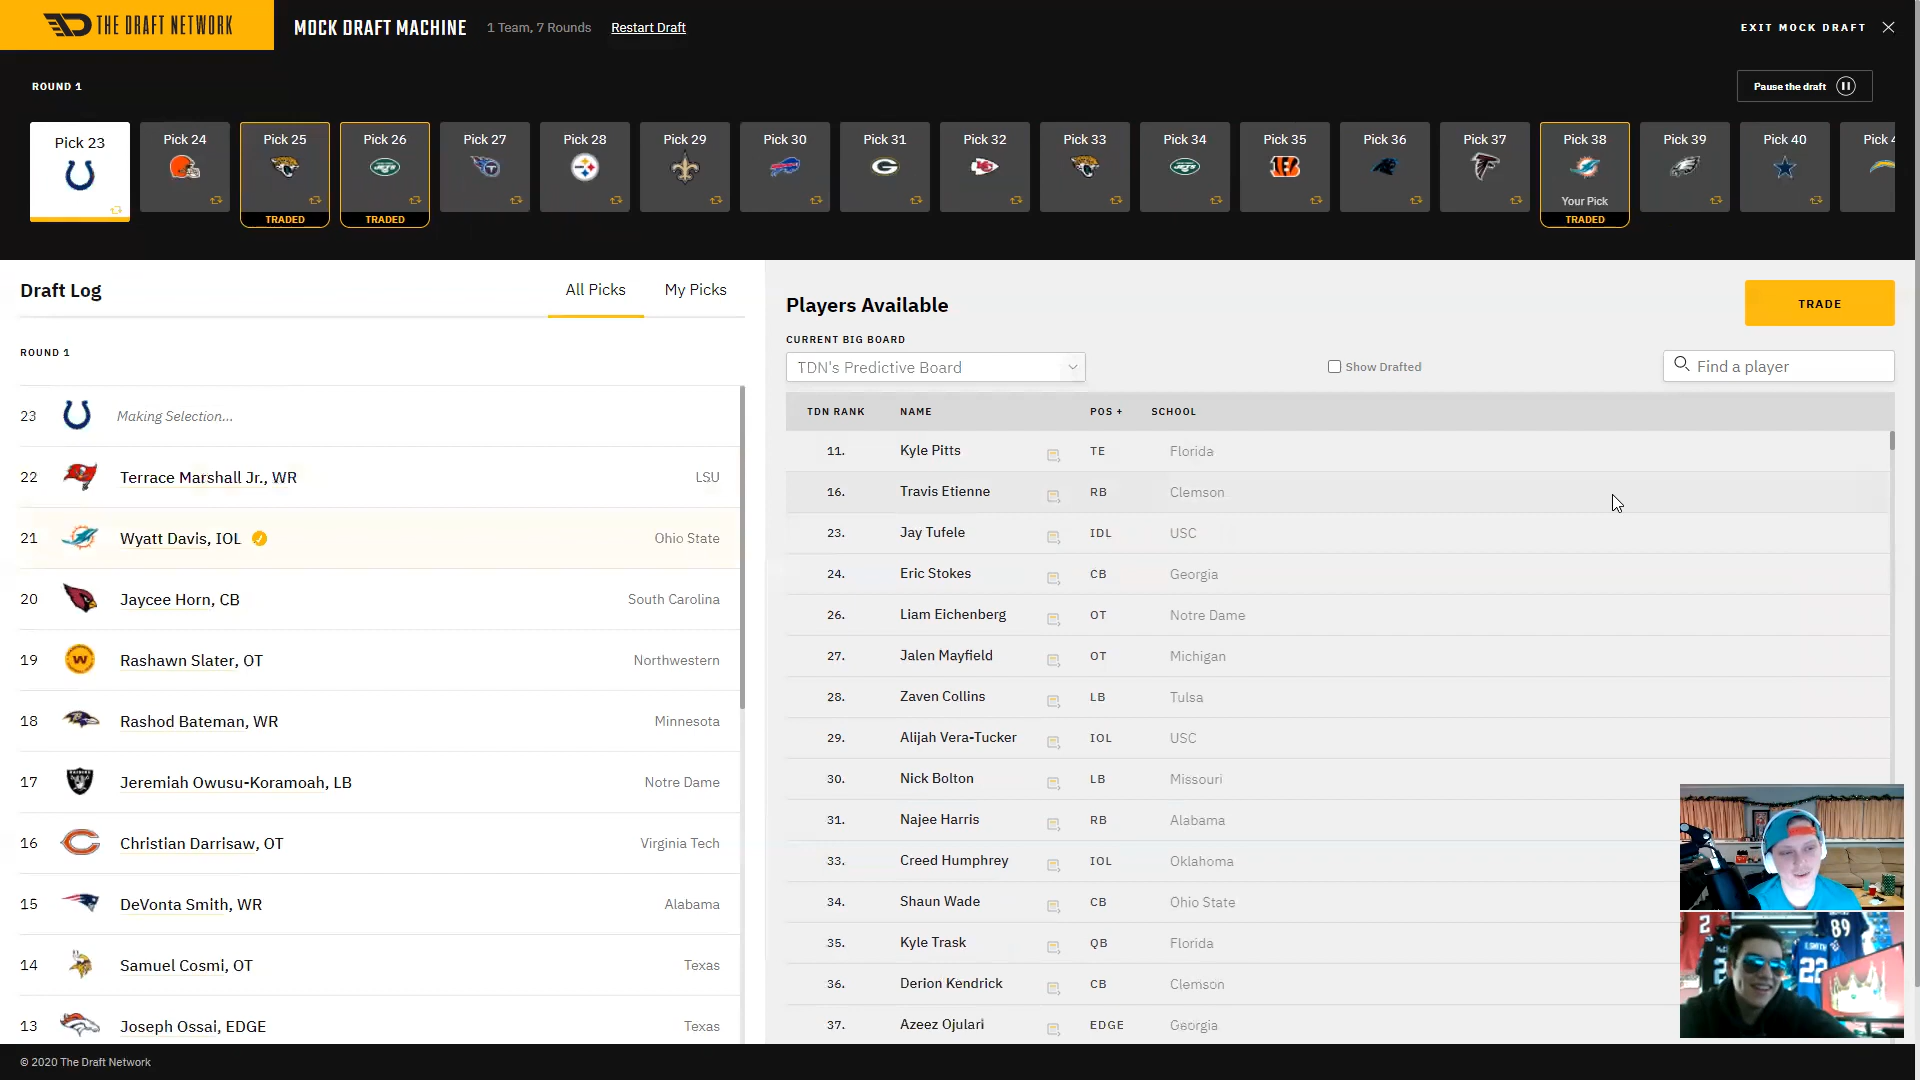 THE DRAFT NETWORK
MOCK DRAFT MACHINE
1 Team, 7 Rounds
Restart Draft
EXIT MOCK DRAFT
ROUND 1
Pause the draft
Pick 23
Pick 24
Pick 25
TRADED
Pick 26
TRADED
Pick 27
Pick 28
Pick 29
Pick 30
Pick 31
Pick 32
Pick 33
Pick 34
Pick 35
Pick 36
Pick 37
Pick 38
Your Pick
TRADED
Pick 39
Pick 40
Pick 4
Draft Log
All Picks
My Picks
ROUND 1
23 Making Selection...
22 Terrace Marshall Jr., WR LSU
21 Wyatt Davis, IOL Ohio State
20 Jaycee Horn, CB South Carolina
19 Rashawn Slater, OT Northwestern
18 Rashod Bateman, WR Minnesota
17 Jeremiah Owusu-Koramoah, LB Notre Dame
16 Christian Darrisaw, OT Virginia Tech
15 DeVonta Smith, WR Alabama
14 Samuel Cosmi, OT Texas
13 Joseph Ossai, EDGE Texas
Players Available
TRADE
CURRENT BIG BOARD
TDN's Predictive Board
Show Drafted
Find a player
TDN RANK NAME POS + SCHOOL
11. Kyle Pitts TE Florida
16. Travis Etienne RB Clemson
23. Jay Tufele IDL USC
24. Eric Stokes CB Georgia
26. Liam Eichenberg OT Notre Dame
27. Jalen Mayfield OT Michigan
28. Zaven Collins LB Tulsa
29. Alijah Vera-Tucker IOL USC
30. Nick Bolton LB Missouri
31. Najee Harris RB Alabama
33. Creed Humphrey IOL Oklahoma
34. Shaun Wade CB Ohio State
35. Kyle Trask QB Florida
36. Derion Kendrick CB Clemson
37. Azeez Ojulari EDGE Georgia
2
89
22
© 2020 The Draft Network